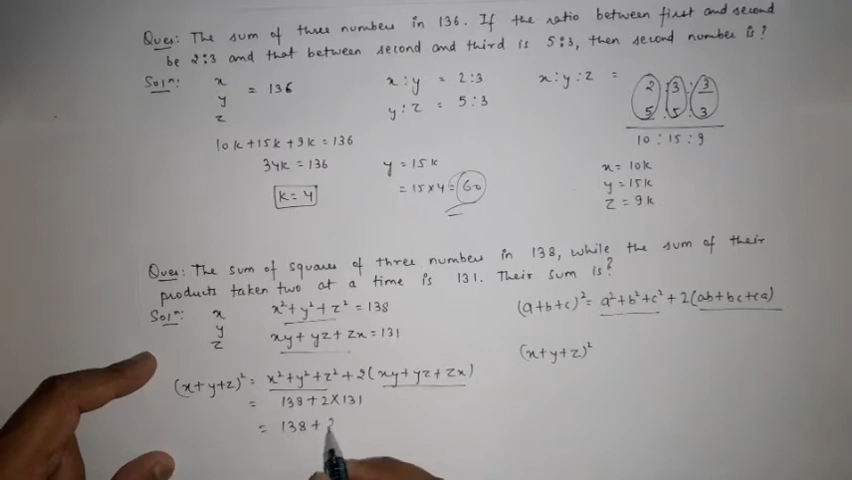 Ques: The sum of three numbers in 136. If the ratio between first and second
be 2:3 and that between second and third is 5:3, then second number is?
Solⁿ: x
y = 136
z
x : y = 2:3
y : z = 5:3
x : y : z = 2 : 3 : 3
5 : 5 : 3
10 : 15 : 9
10k + 15k + 9k = 136
34k = 136
k = 4
y = 15k
= 15 × 4 = 60
x = 10k
y = 15k
z = 9k
Ques: The sum of squares of three numbers in 138, while the sum of their
products taken two at a time is 131. Their sum is?
Solⁿ: x
y
z
x² + y² + z² = 138
xy + yz + zx = 131
(a+b+c)² = a² + b² + c² + 2(ab + bc + ca)
(x+y+z)²
(x+y+z)² = x² + y² + z² + 2(xy + yz + zx)
= 138 + 2 × 131
= 138 + 2